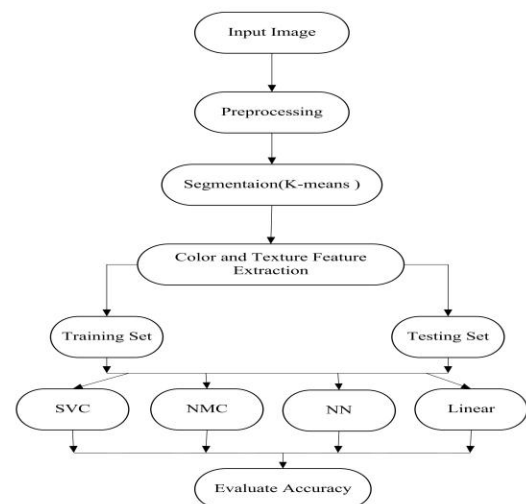 Input Image
Preprocessing
Segmentaion(K-means )
Color and Texture Feature
Extraction
Training Set
Testing Set
SVC
NMC
NN
Linear
Evaluate Accuracy